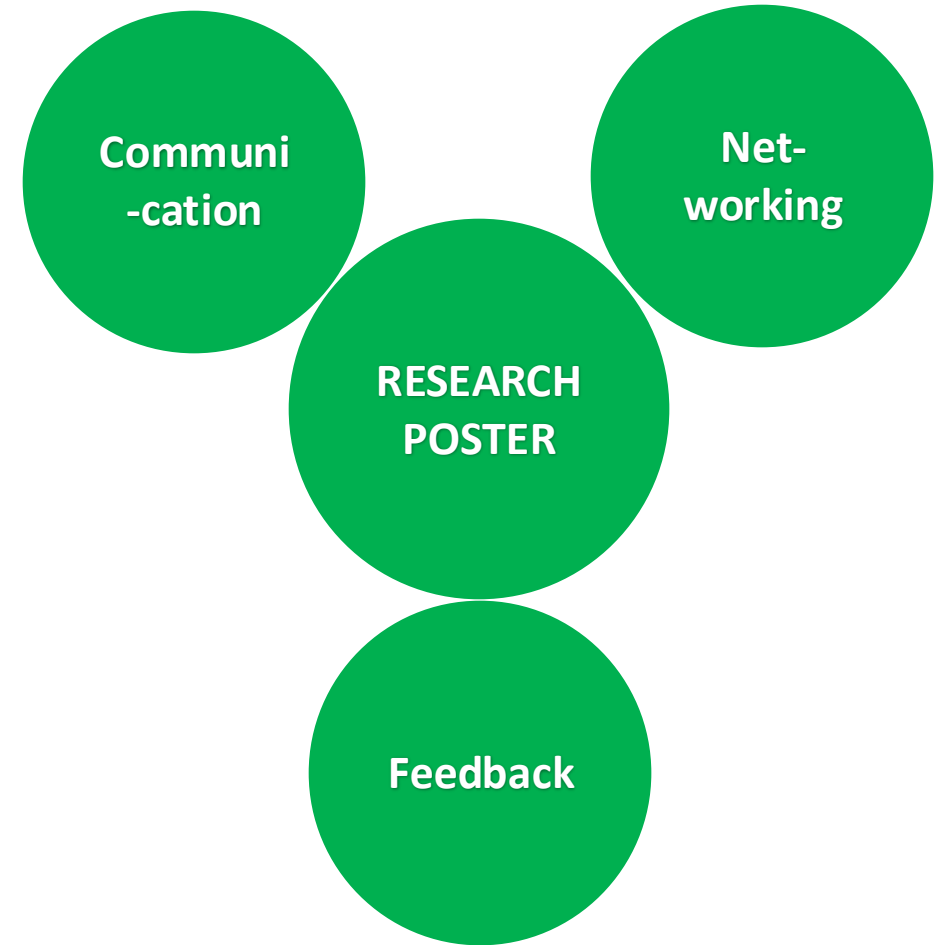 Communi
-cation
Net-
working
RESEARCH
POSTER
Feedback